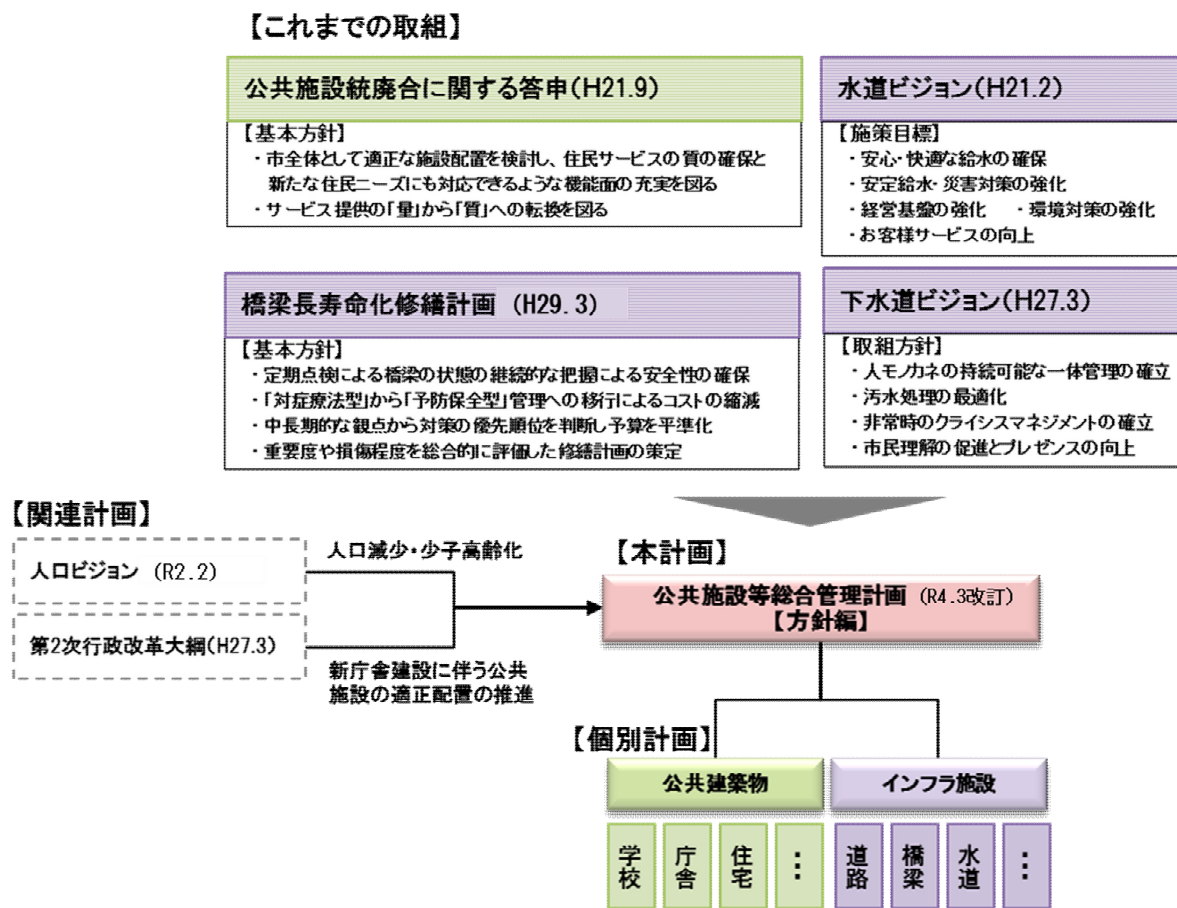 【これまでの取組】
公共施設統廃合に関する答申(H21.9)
【基本方針】
・市全体として適正な施設配置を検討し、住民サービスの質の確保と
新たな住民ニーズにも対応できるような機能面の充実を図る
・サービス提供の「量」から「質」への転換を図る
水道ビジョン(H21.2)
【施策目標】
・安心・快適な給水の確保
・安定給水・災害対策の強化
・経営基盤の強化 ・環境対策の強化
・お客様サービスの向上
橋梁長寿命化修繕計画 (H29.3)
【基本方針】
・定期点検による橋梁の状態の継続的な把握による安全性の確保
・「対症療法型」から「予防保全型」管理への移行によるコストの縮減
・中長期的な観点から対策の優先順位を判断し予算を平準化
・重要度や損傷程度を総合的に評価した修繕計画の策定
下水道ビジョン(H27.3)
【取組方針】
・人モノカネの持続可能な一体管理の確立
・汚水処理の最適化
・非常時のクライシスマネジメントの確立
・市民理解の促進とプレゼンスの向上
【関連計画】
人口ビジョン (R2.2)
第2次行政改革大綱(H27.3)
人口減少・少子高齢化
新庁舎建設に伴う公共
施設の適正配置の推進
【本計画】
公共施設等総合管理計画 (R4.3改訂)
【方針編】
【個別計画】
公共建築物
インフラ施設
学校
庁舎
住宅
…
道路
橋梁
水道
…